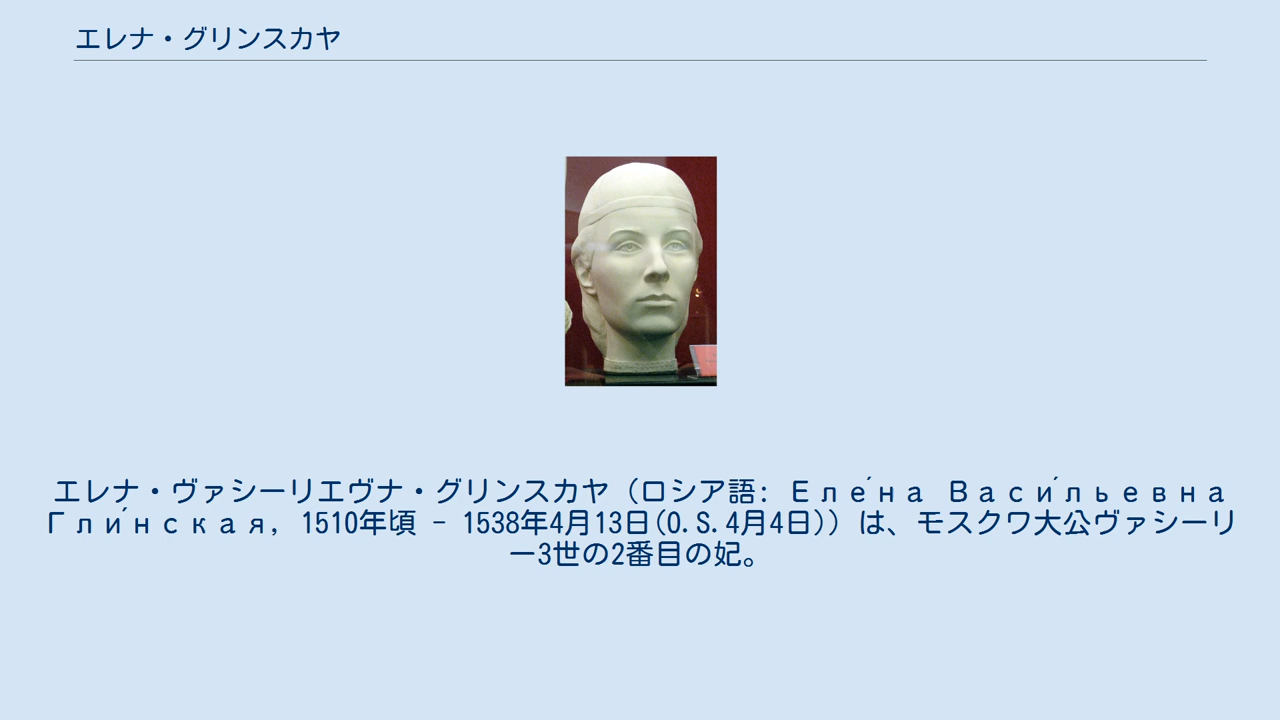 エレナ・グリンスカヤ
エレナ・ヴァシーリエヴナ・グリンスカヤ（ロシア語: Еле́на Васи́льевна
Гли́нская, 1510年頃 - 1538年4月13日(O.S.4月4日)）は、モスクワ大公ヴァシーリ
ー3世の2番目の妃。